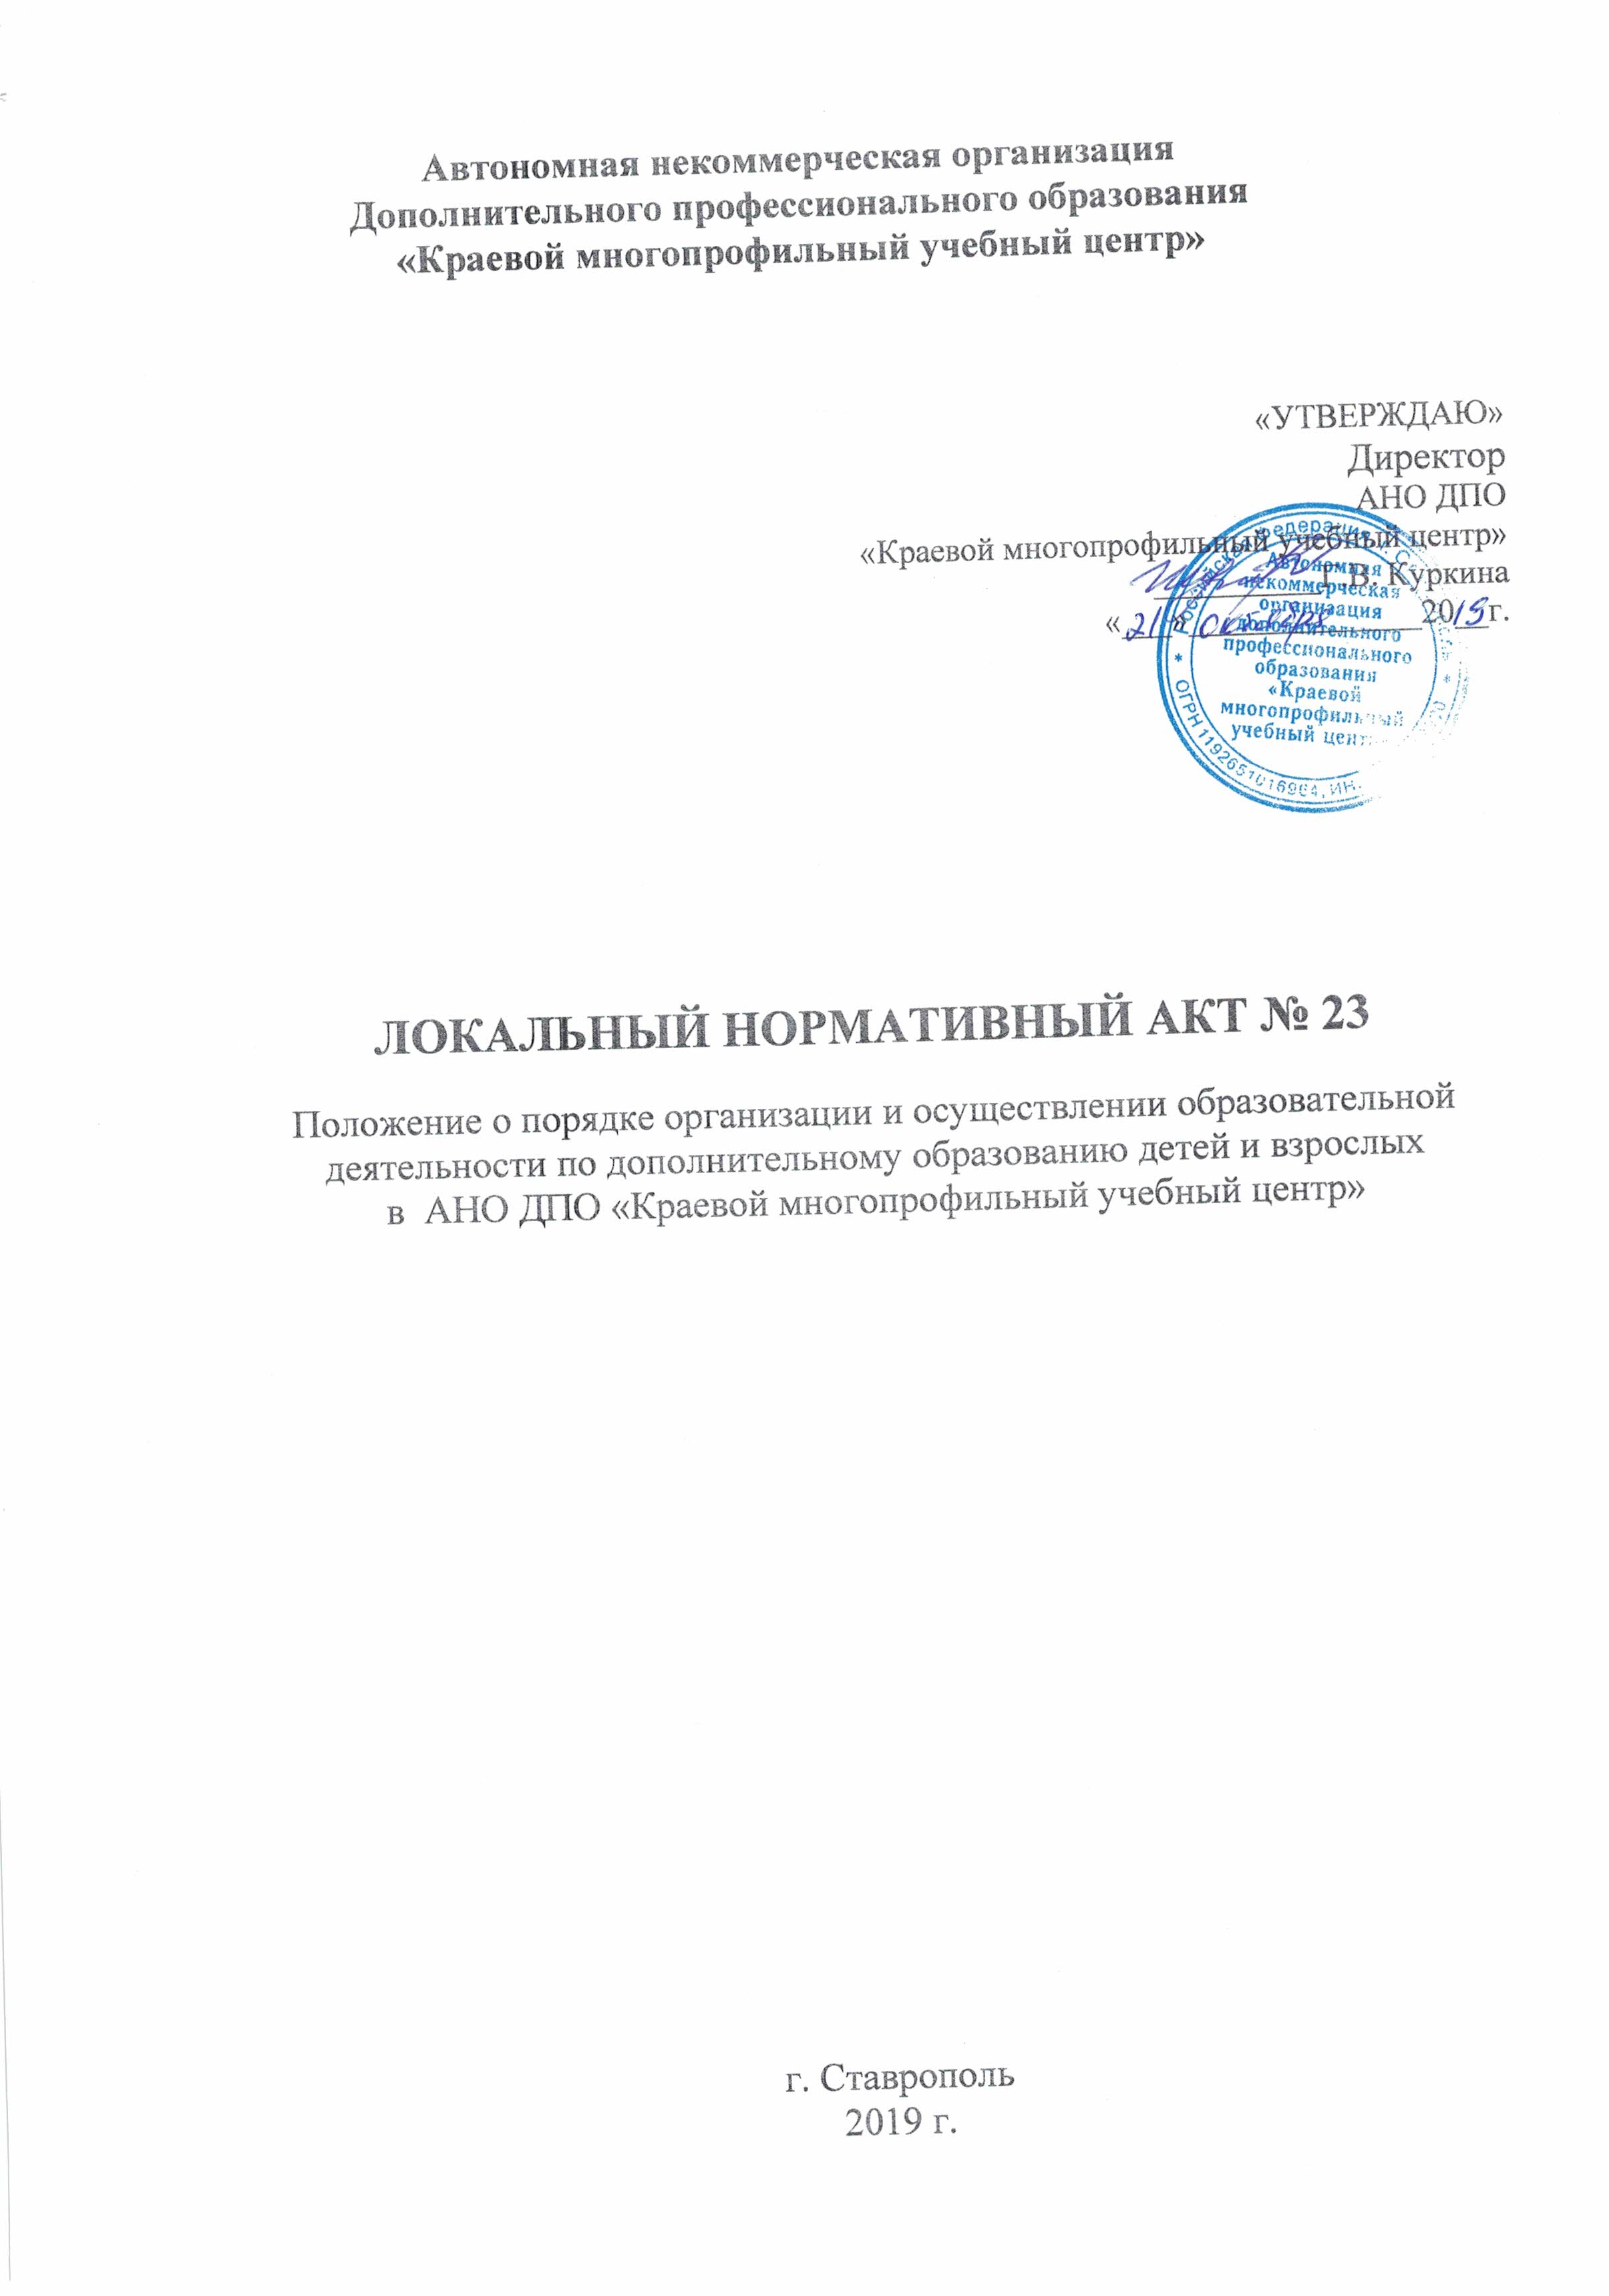 Автономная некоммерческая организация
Дополнительного профессионального образования
«Краевой многопрофильный учебный центр»
«УТВЕРЖДАЮ»
Директор
АНО ДПО
«Краевой многопрофильный учебный центр»
Г.В. Куркина
«21» октября 2019г.
Российская Федерация
Автономная
некоммерческая
организация
дополнительного
профессионального
образования
«Краевой
многопрофильный
учебный цент
ОГРН 1192651016964, ИН
ЛОКАЛЬНЫЙ НОРМАТИВНЫЙ АКТ № 23
Положение о порядке организации и осуществлении образовательной
деятельности по дополнительному образованию детей и взрослых
в АНО ДПО «Краевой многопрофильный учебный центр»
г. Ставрополь
2019 г.